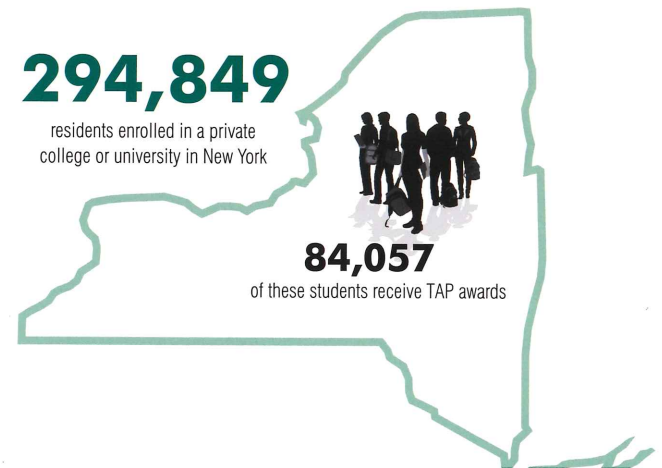 294,849
residents enrolled in a private
college or university in New York
84,057
of these students receive TAP awards